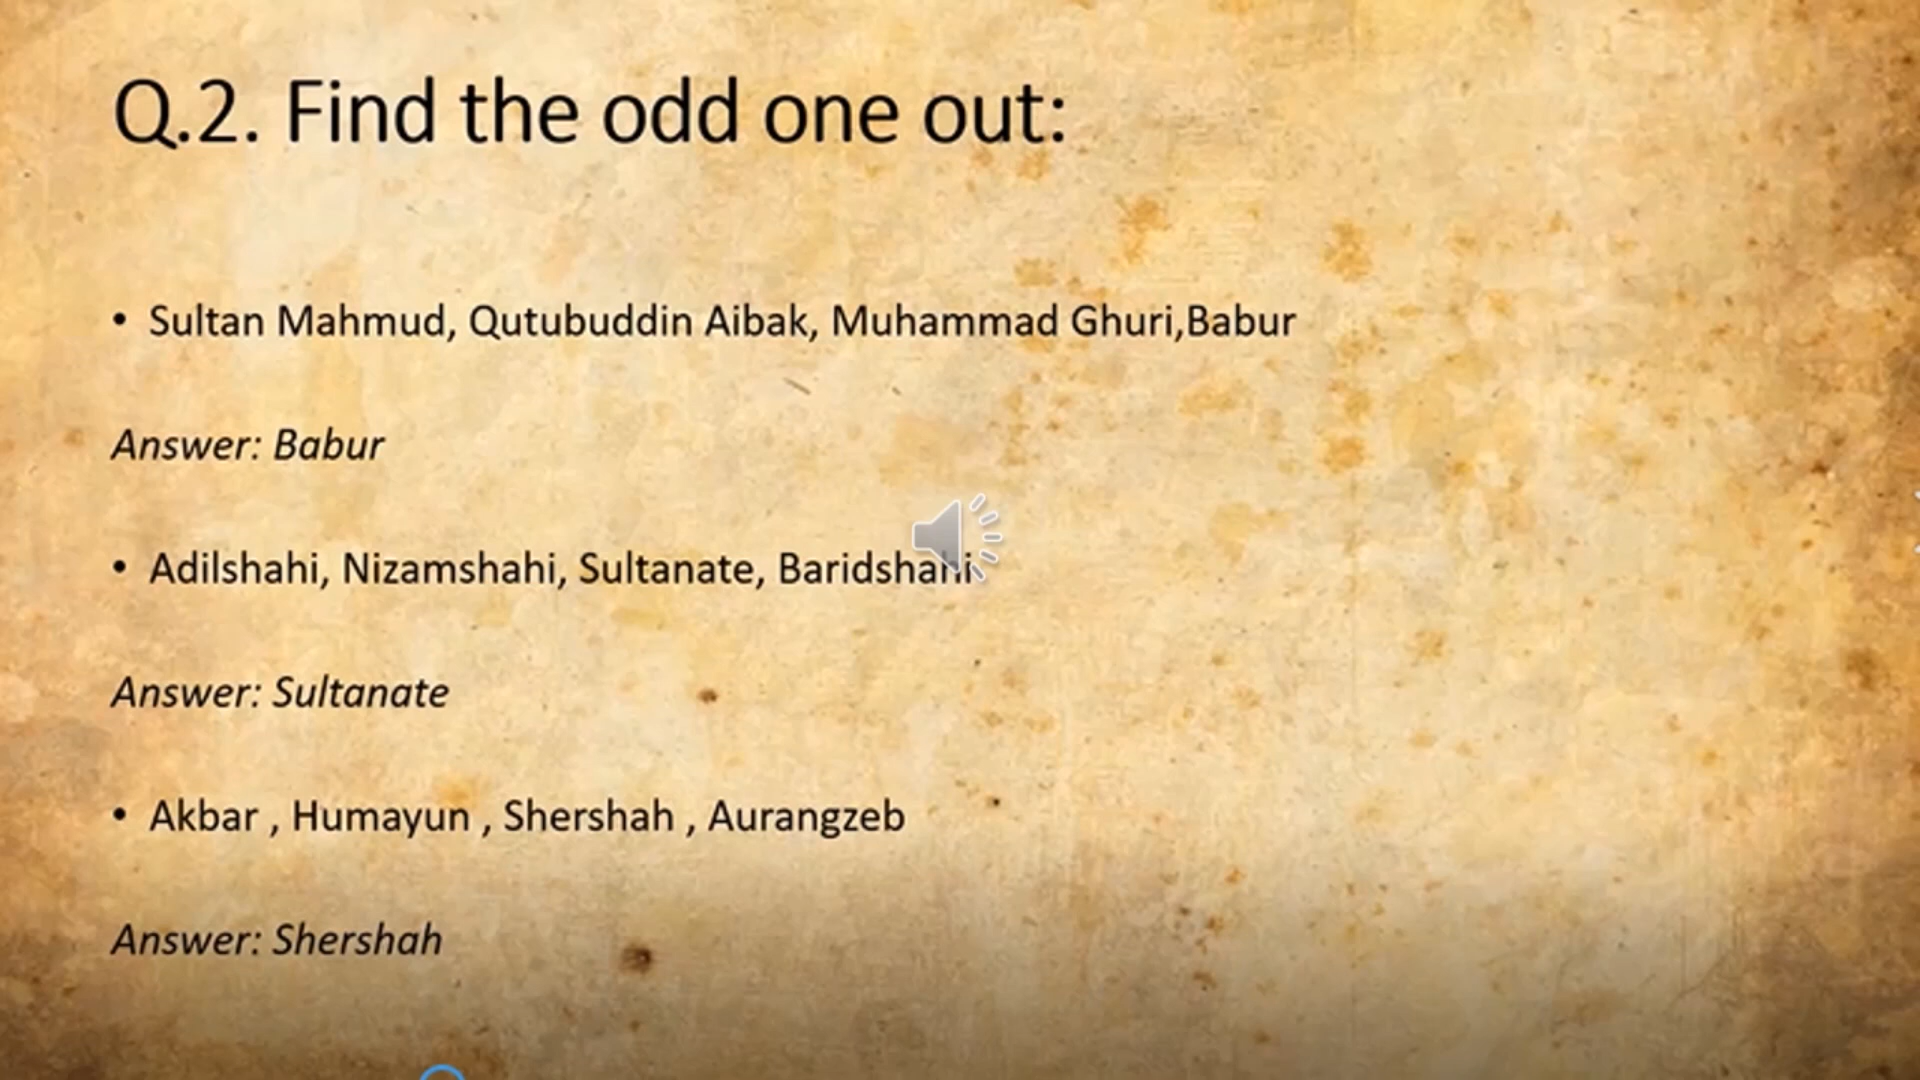 Q.2. Find the odd one out:
• Sultan Mahmud, Qutubuddin Aibak, Muhammad Ghuri,Babur
Answer: Babur
• Adilshahi, Nizamshahi, Sultanate, Baridshahi
Answer: Sultanate
• Akbar , Humayun , Shershah , Aurangzeb
Answer: Shershah